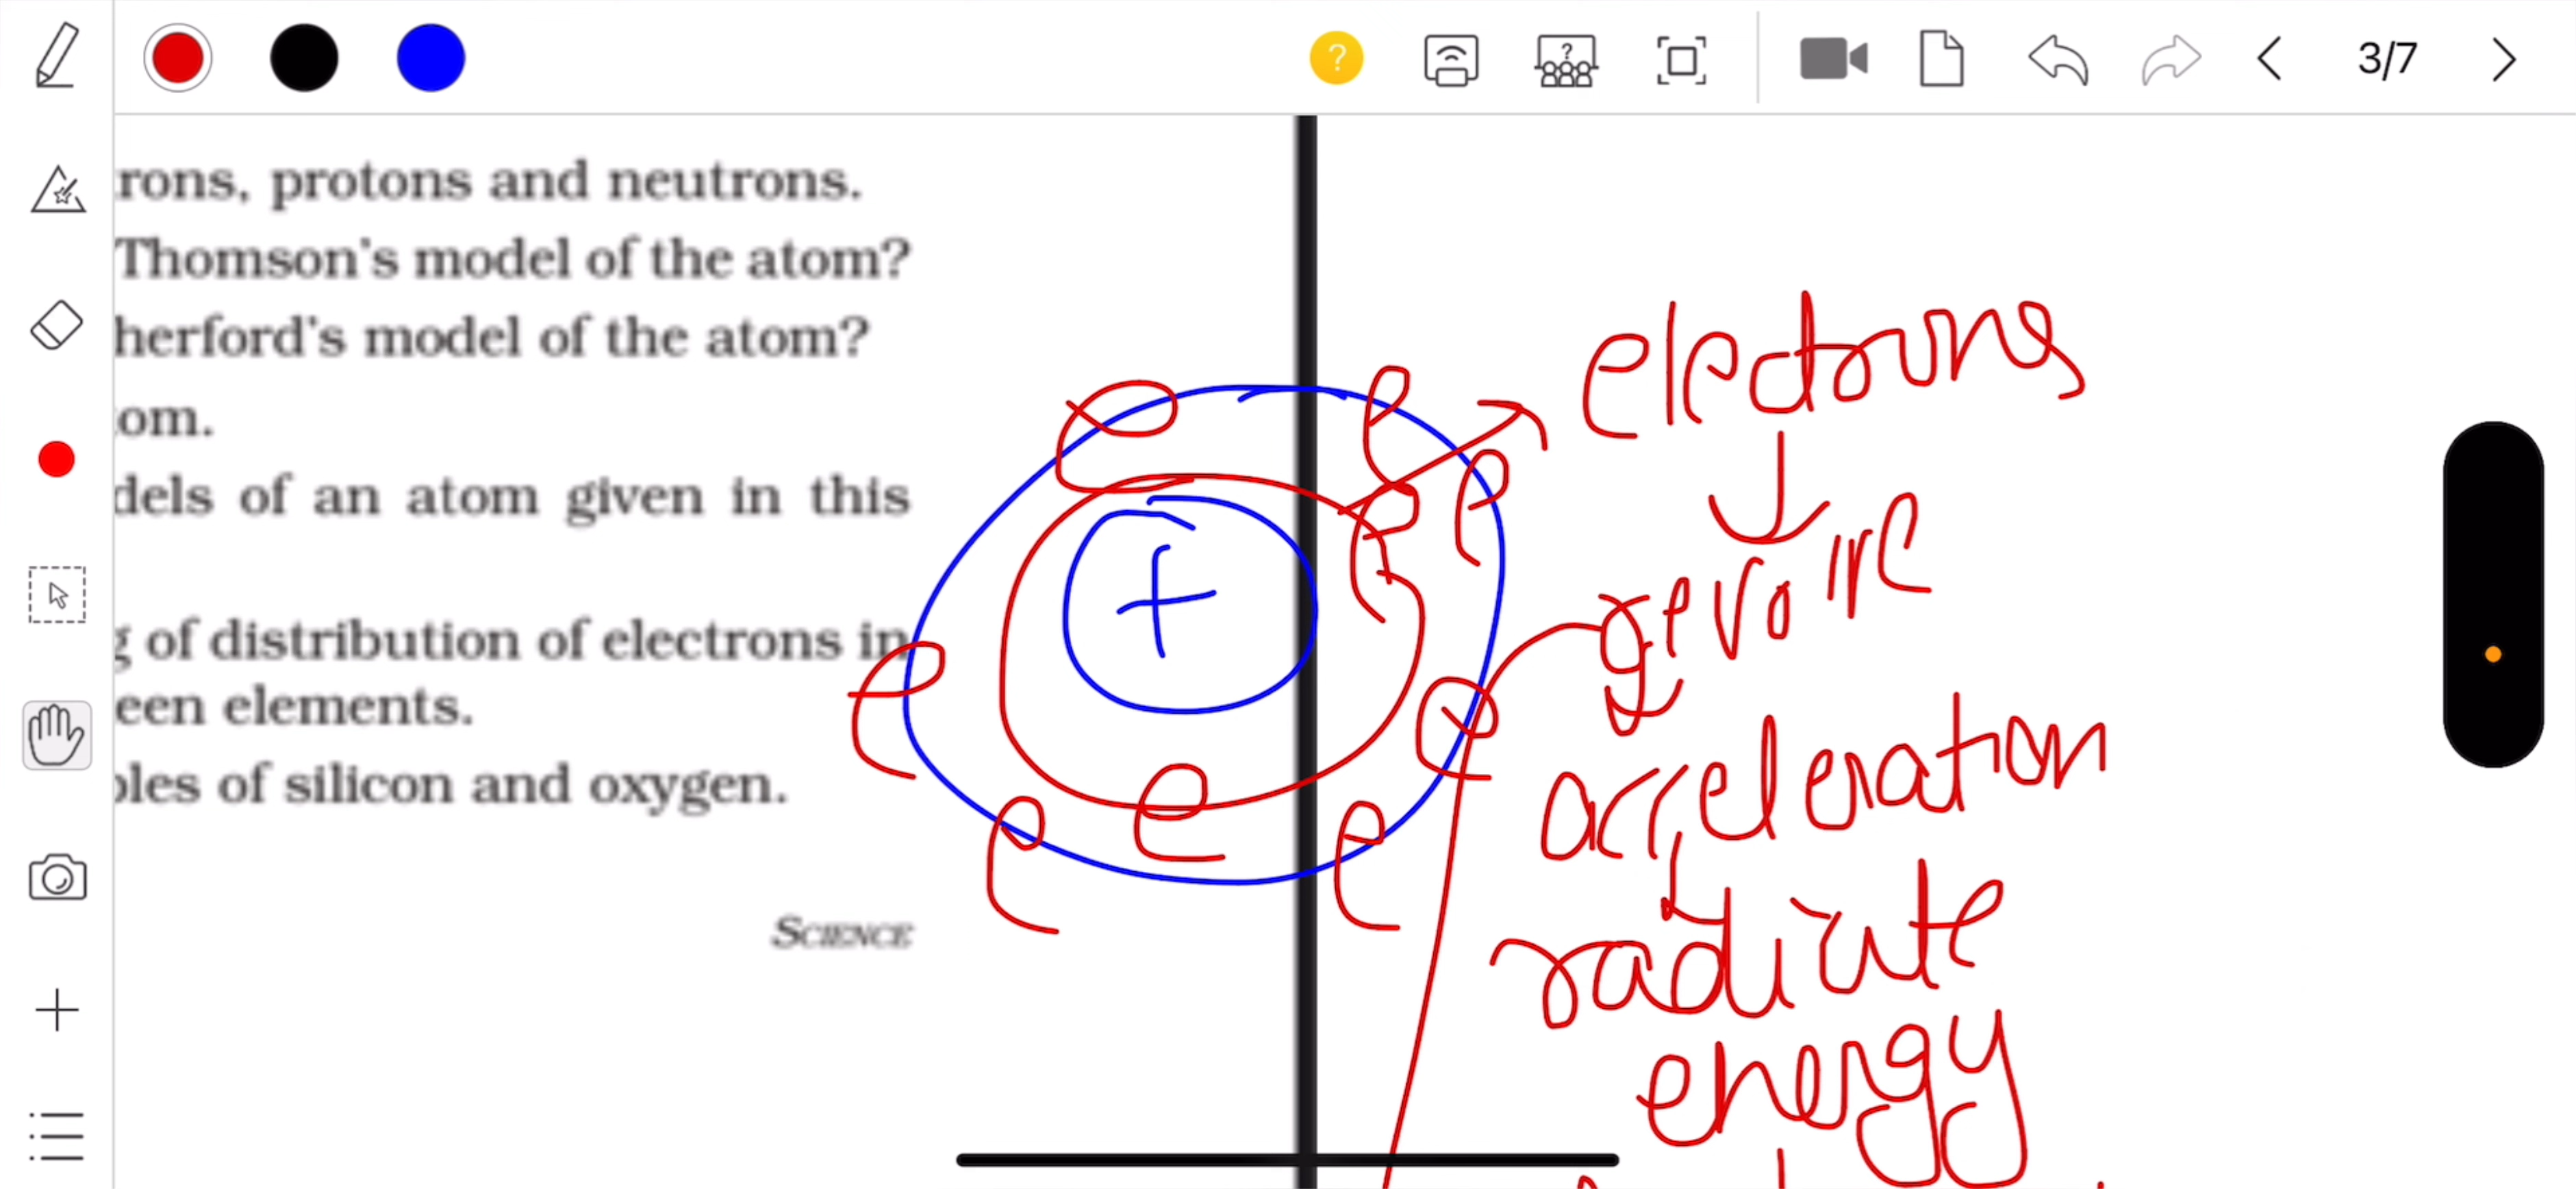 3/7
rons, protons and neutrons.
Thomson's model of the atom?
herford's model of the atom?
om.
dels of an atom given in this
g of distribution of electrons in
een elements.
ples of silicon and oxygen.
SCIENCE
+
e e e e e e e e e
electrons
acceleration
radiate
energy